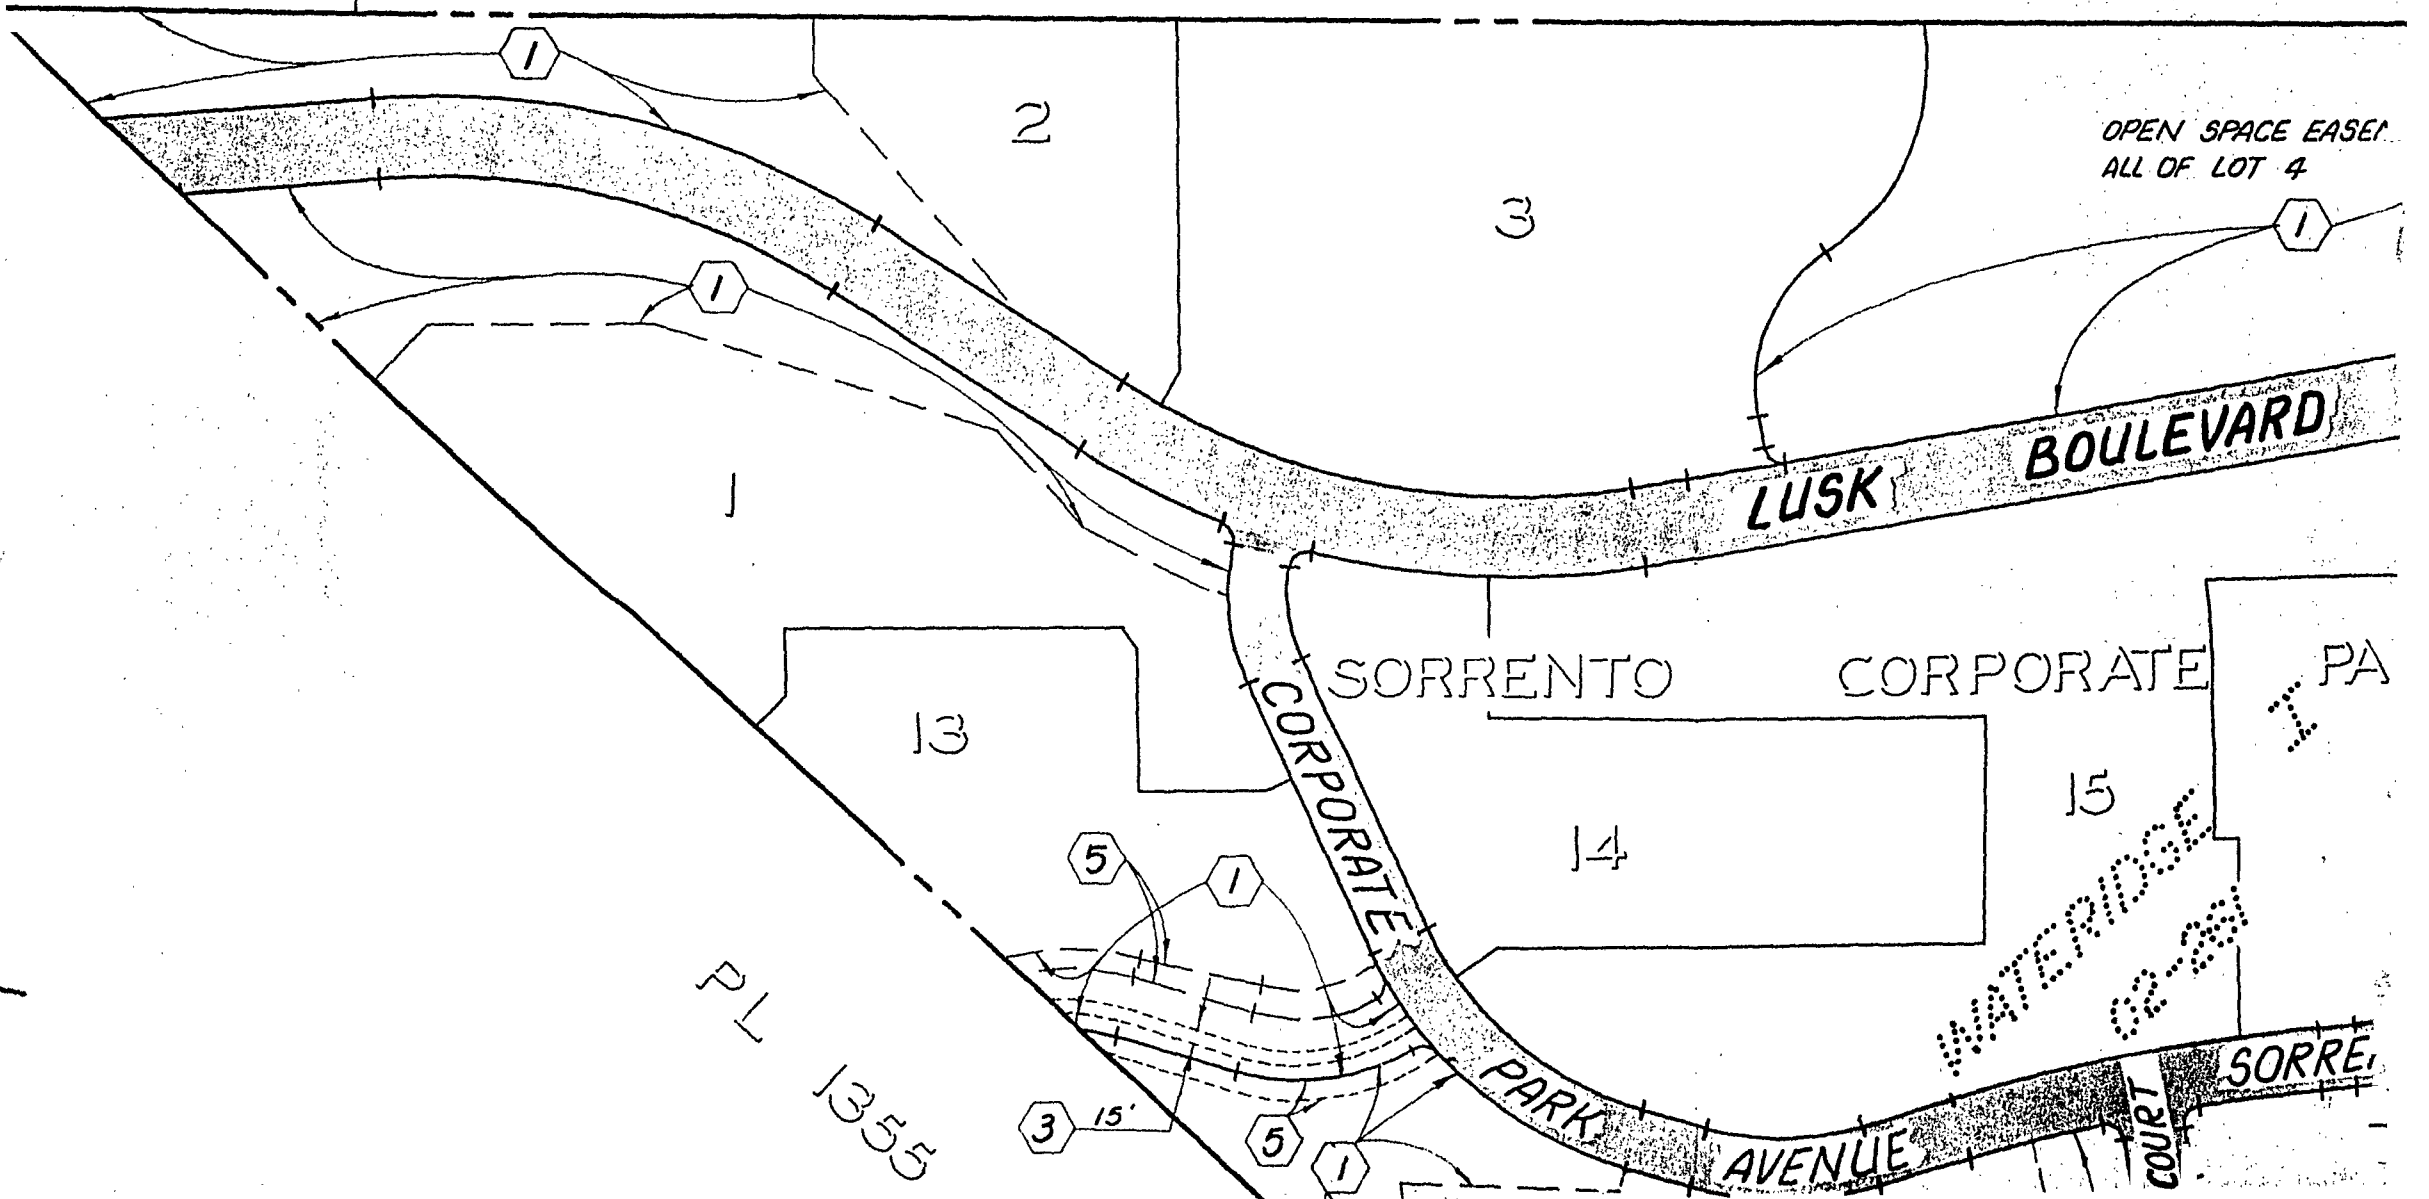 1
2
OPEN SPACE
ALL OF LOT 4
3
1
1
LUSK BOULEVARD
1
SORRENTO CORPORATE PA
I
13
CORPORATE
15
14
5
1
WATERIDGE
PL 1355
3 15'
5
1
PARK
AVENUE
COURT
SORRE